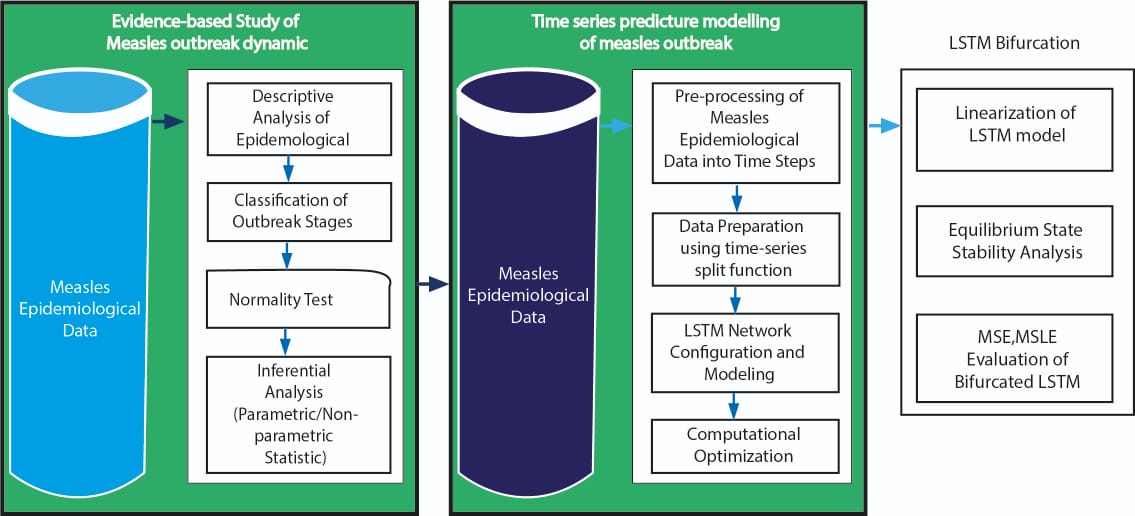 Evidence-based Study of
Measles outbreak dynamic
Measles
Epidemiological
Data
Descriptive
Analysis of
Epidemological
Classification of
Outbreak Stages
Normality Test
Inferential
Analysis
(Parametric/Non-
parametric
Statistic)
Time series predicture modelling
of measles outbreak
Measles
Epidemiological
Data
Pre-processing of
Measles
Epidemiological
Data into Time Steps
Data Preparation
using time-series
split function
LSTM Network
Configuration and
Modeling
Computational
Optimization
LSTM Bifurcation
Linearization of
LSTM model
Equilibrium State
Stability Analysis
MSE,MSLE
Evaluation of
Bifurcated LSTM